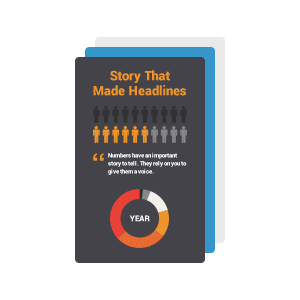 Story That
Made Headlines
“ Numbers have an important
story to tell. They rely on you to
give them a voice.
YEAR